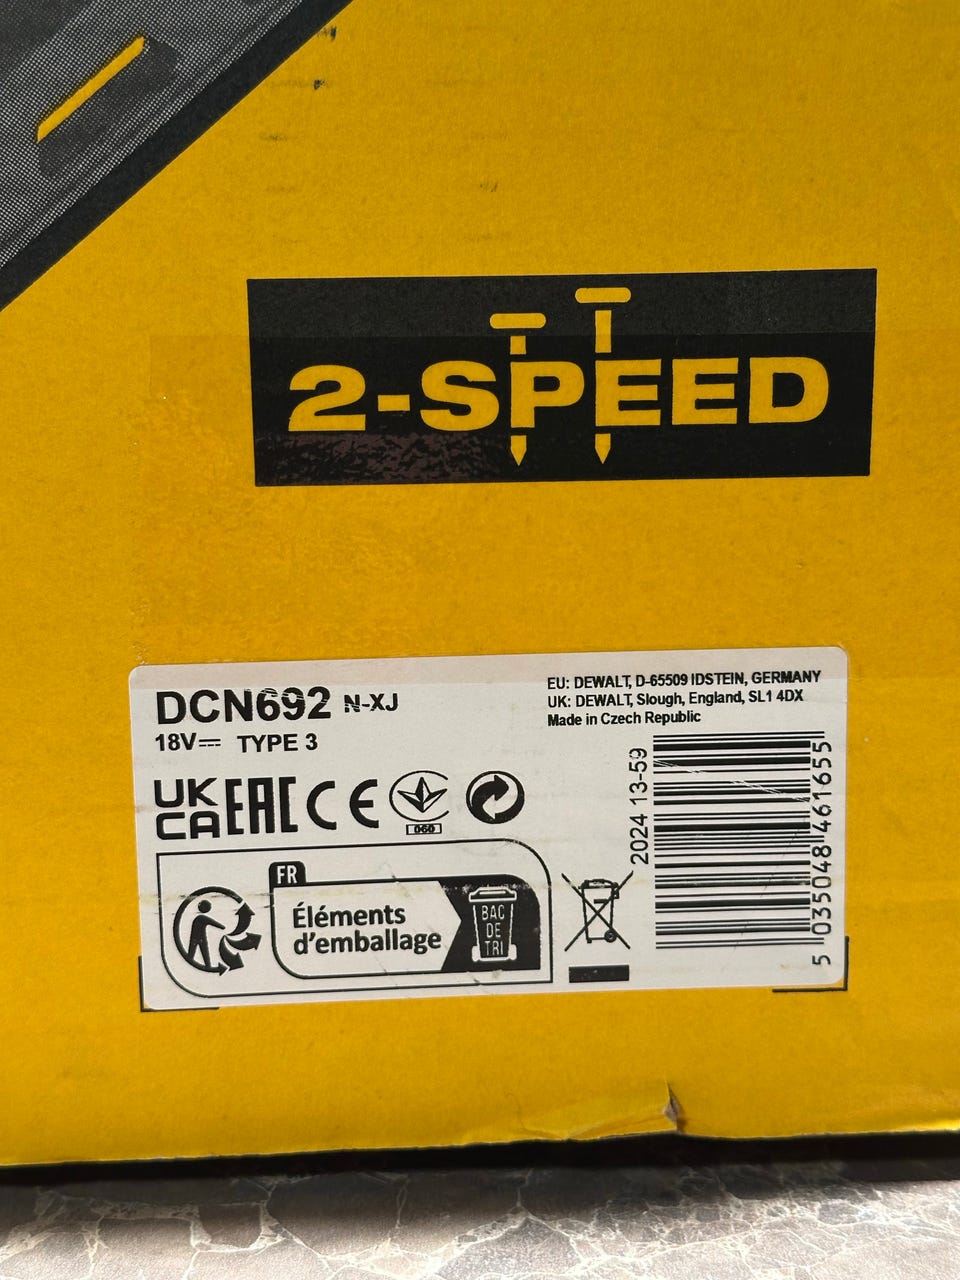 2-SPEED
DCN692 N-XJ
18V TYPE 3
EU: DEWALT, D-65509 IDSTEIN, GERMANY
UK: DEWALT, Slough, England, SL1 4DX
Made in Czech Republic
UK
CA EAC CE
060
2024 13-59
5 035048 461655
FR
Éléments
d'emballage
BAC
DE
TRI